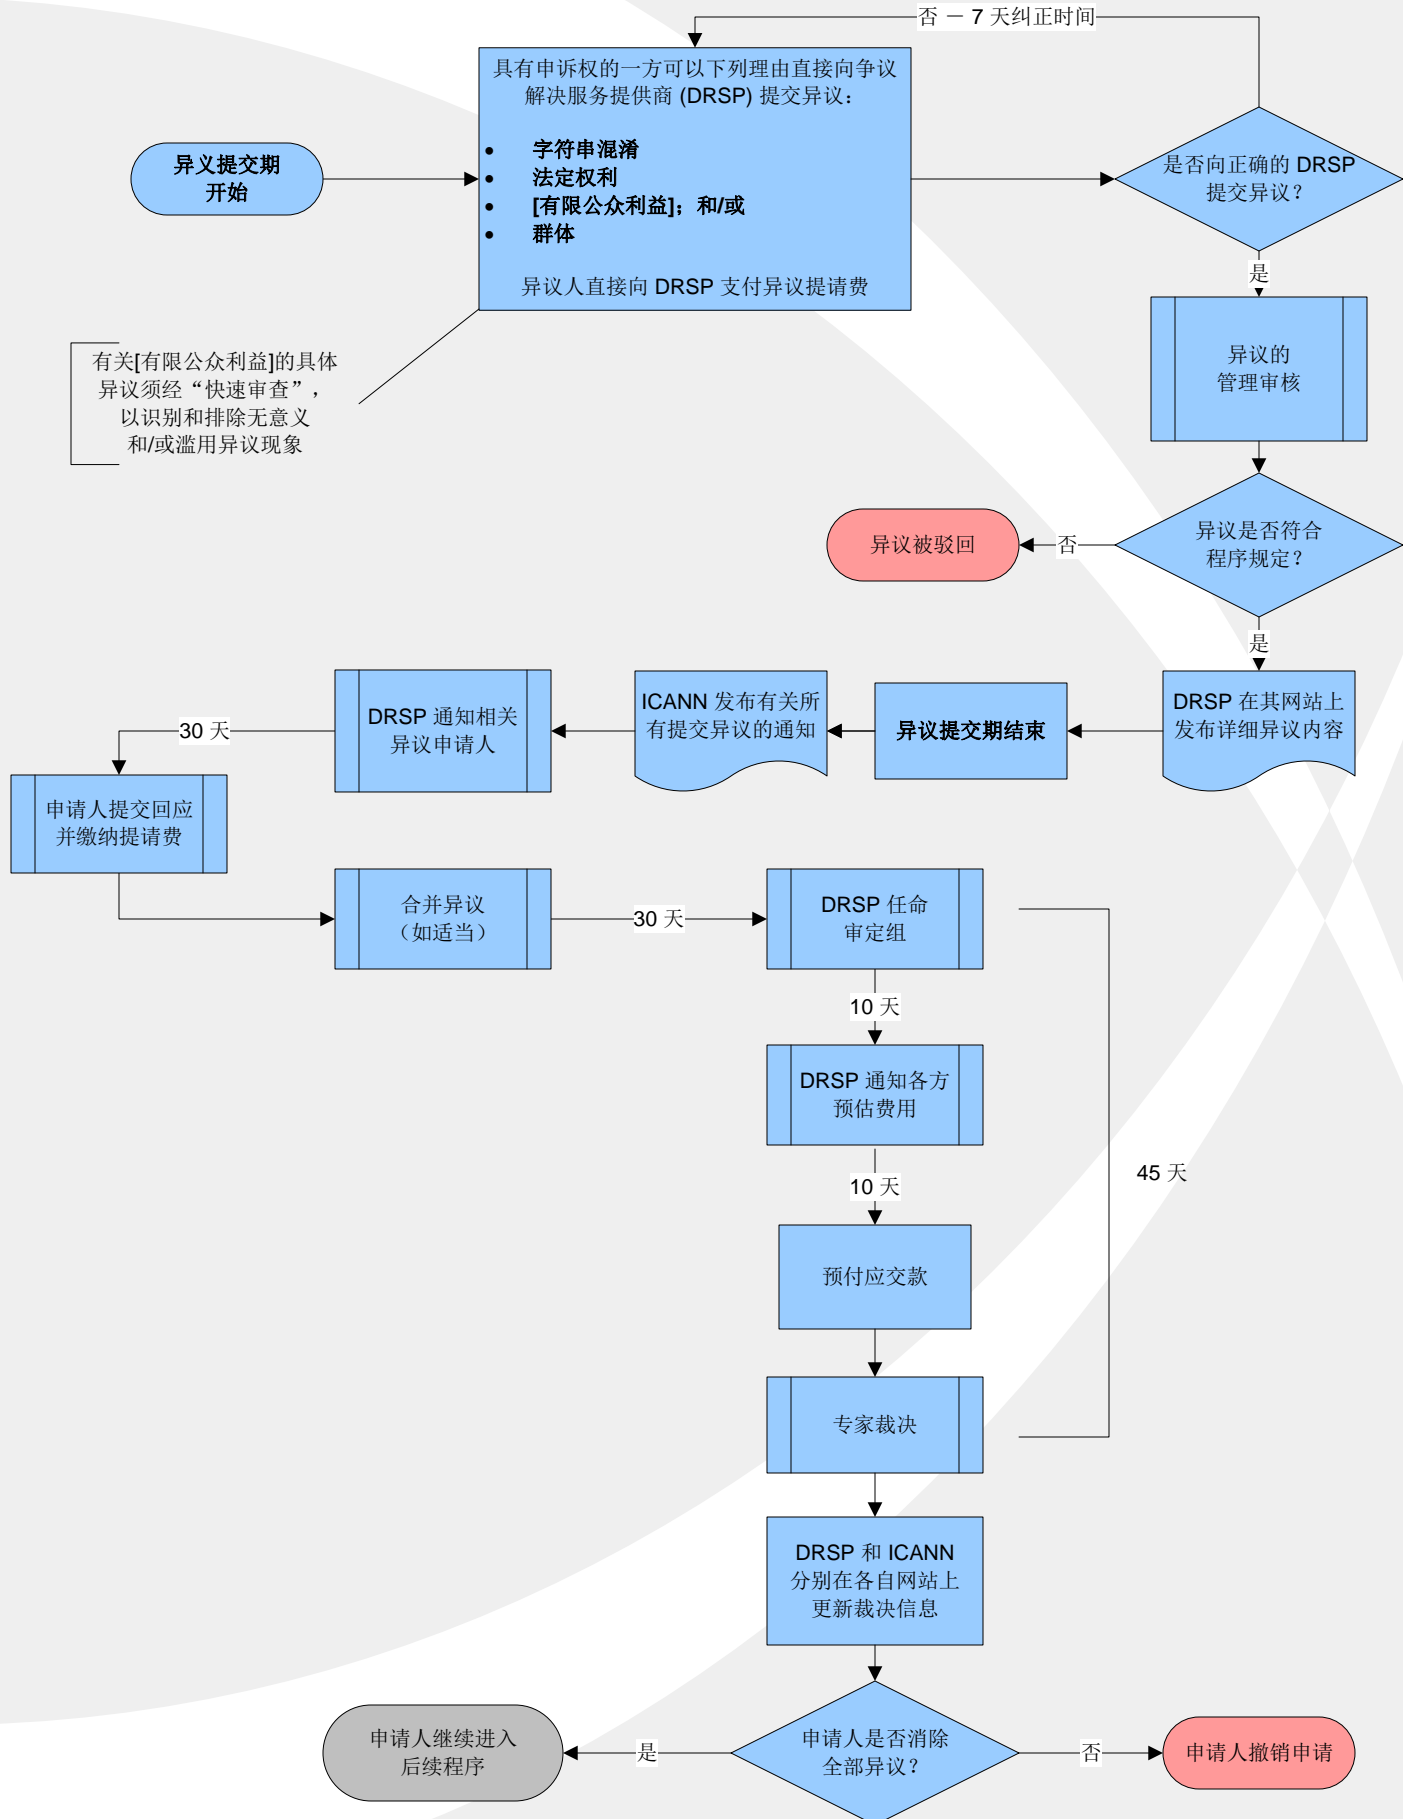 否 － 7 天纠正时间
具有申诉权的一方可以下列理由直接向争议
解决服务提供商 (DRSP) 提交异议：
• 字符串混淆
• 法定权利
• [有限公众利益]；和/或
• 群体
异议人直接向 DRSP 支付异议提请费
异义提交期
开始
是否向正确的 DRSP
提交异议？
是
有关[有限公众利益]的具体
异议须经“快速审查”，
以识别和排除无意义
和/或滥用异议现象
异议的
管理审核
异议是否符合
程序规定？
否
异议被驳回
是
DRSP 在其网站上
发布详细异议内容
异议提交期结束
ICANN 发布有关所
有提交异议的通知
DRSP 通知相关
异议申请人
30 天
申请人提交回应
并缴纳提请费
合并异议
（如适当）
30 天
DRSP 任命
审定组
10 天
DRSP 通知各方
预估费用
10 天
45 天
预付应交款
专家裁决
DRSP 和 ICANN
分别在各自网站上
更新裁决信息
申请人是否消除
全部异议？
是
申请人继续进入
后续程序
否
申请人撤销申请